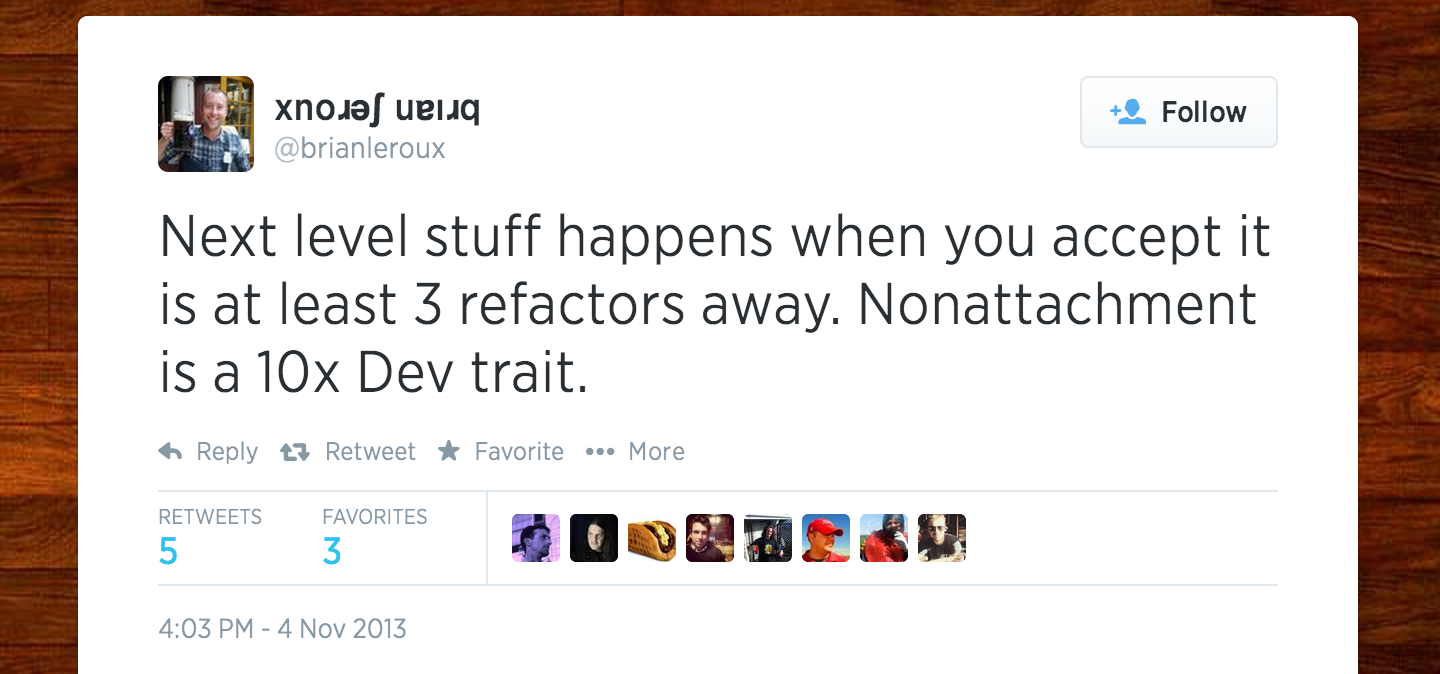 xnoɹǝʃ uɐıɹq
@brianleroux
Follow
Next level stuff happens when you accept it
is at least 3 refactors away. Nonattachment
is a 10x Dev trait.
Reply Retweet Favorite More
RETWEETS FAVORITES
5 3
4:03 PM - 4 Nov 2013